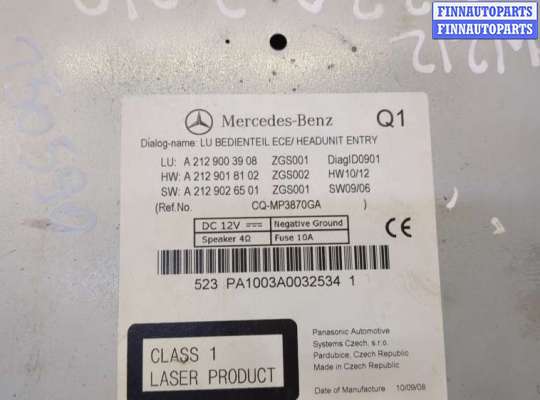 FINNAUTOPARTS
FINNAUTOPARTS
FINNAUTOPARTS
W212
Mercedes-Benz Q1
Dialog-name: LU BEDIENTEIL ECE/ HEADUNIT ENTRY
LU: A 212 900 39 08 ZGS001 DiagID0901
HW: A 212 901 81 02 ZGS002 HW10/12
SW: A 212 902 65 01 ZGS001 SW09/06
(Ref.No. CQ-MP3870GA )
DC 12V Negative Ground
Speaker 4Ω Fuse 10A
CE
523 PA1003A0032534 1
CLASS 1
LASER PRODUCT
Panasonic Automotive
Systems Czech, s.r.o.
Pardubice, Czech Republic
Made in Czech Republic
Date of Manufacture 10/09/08